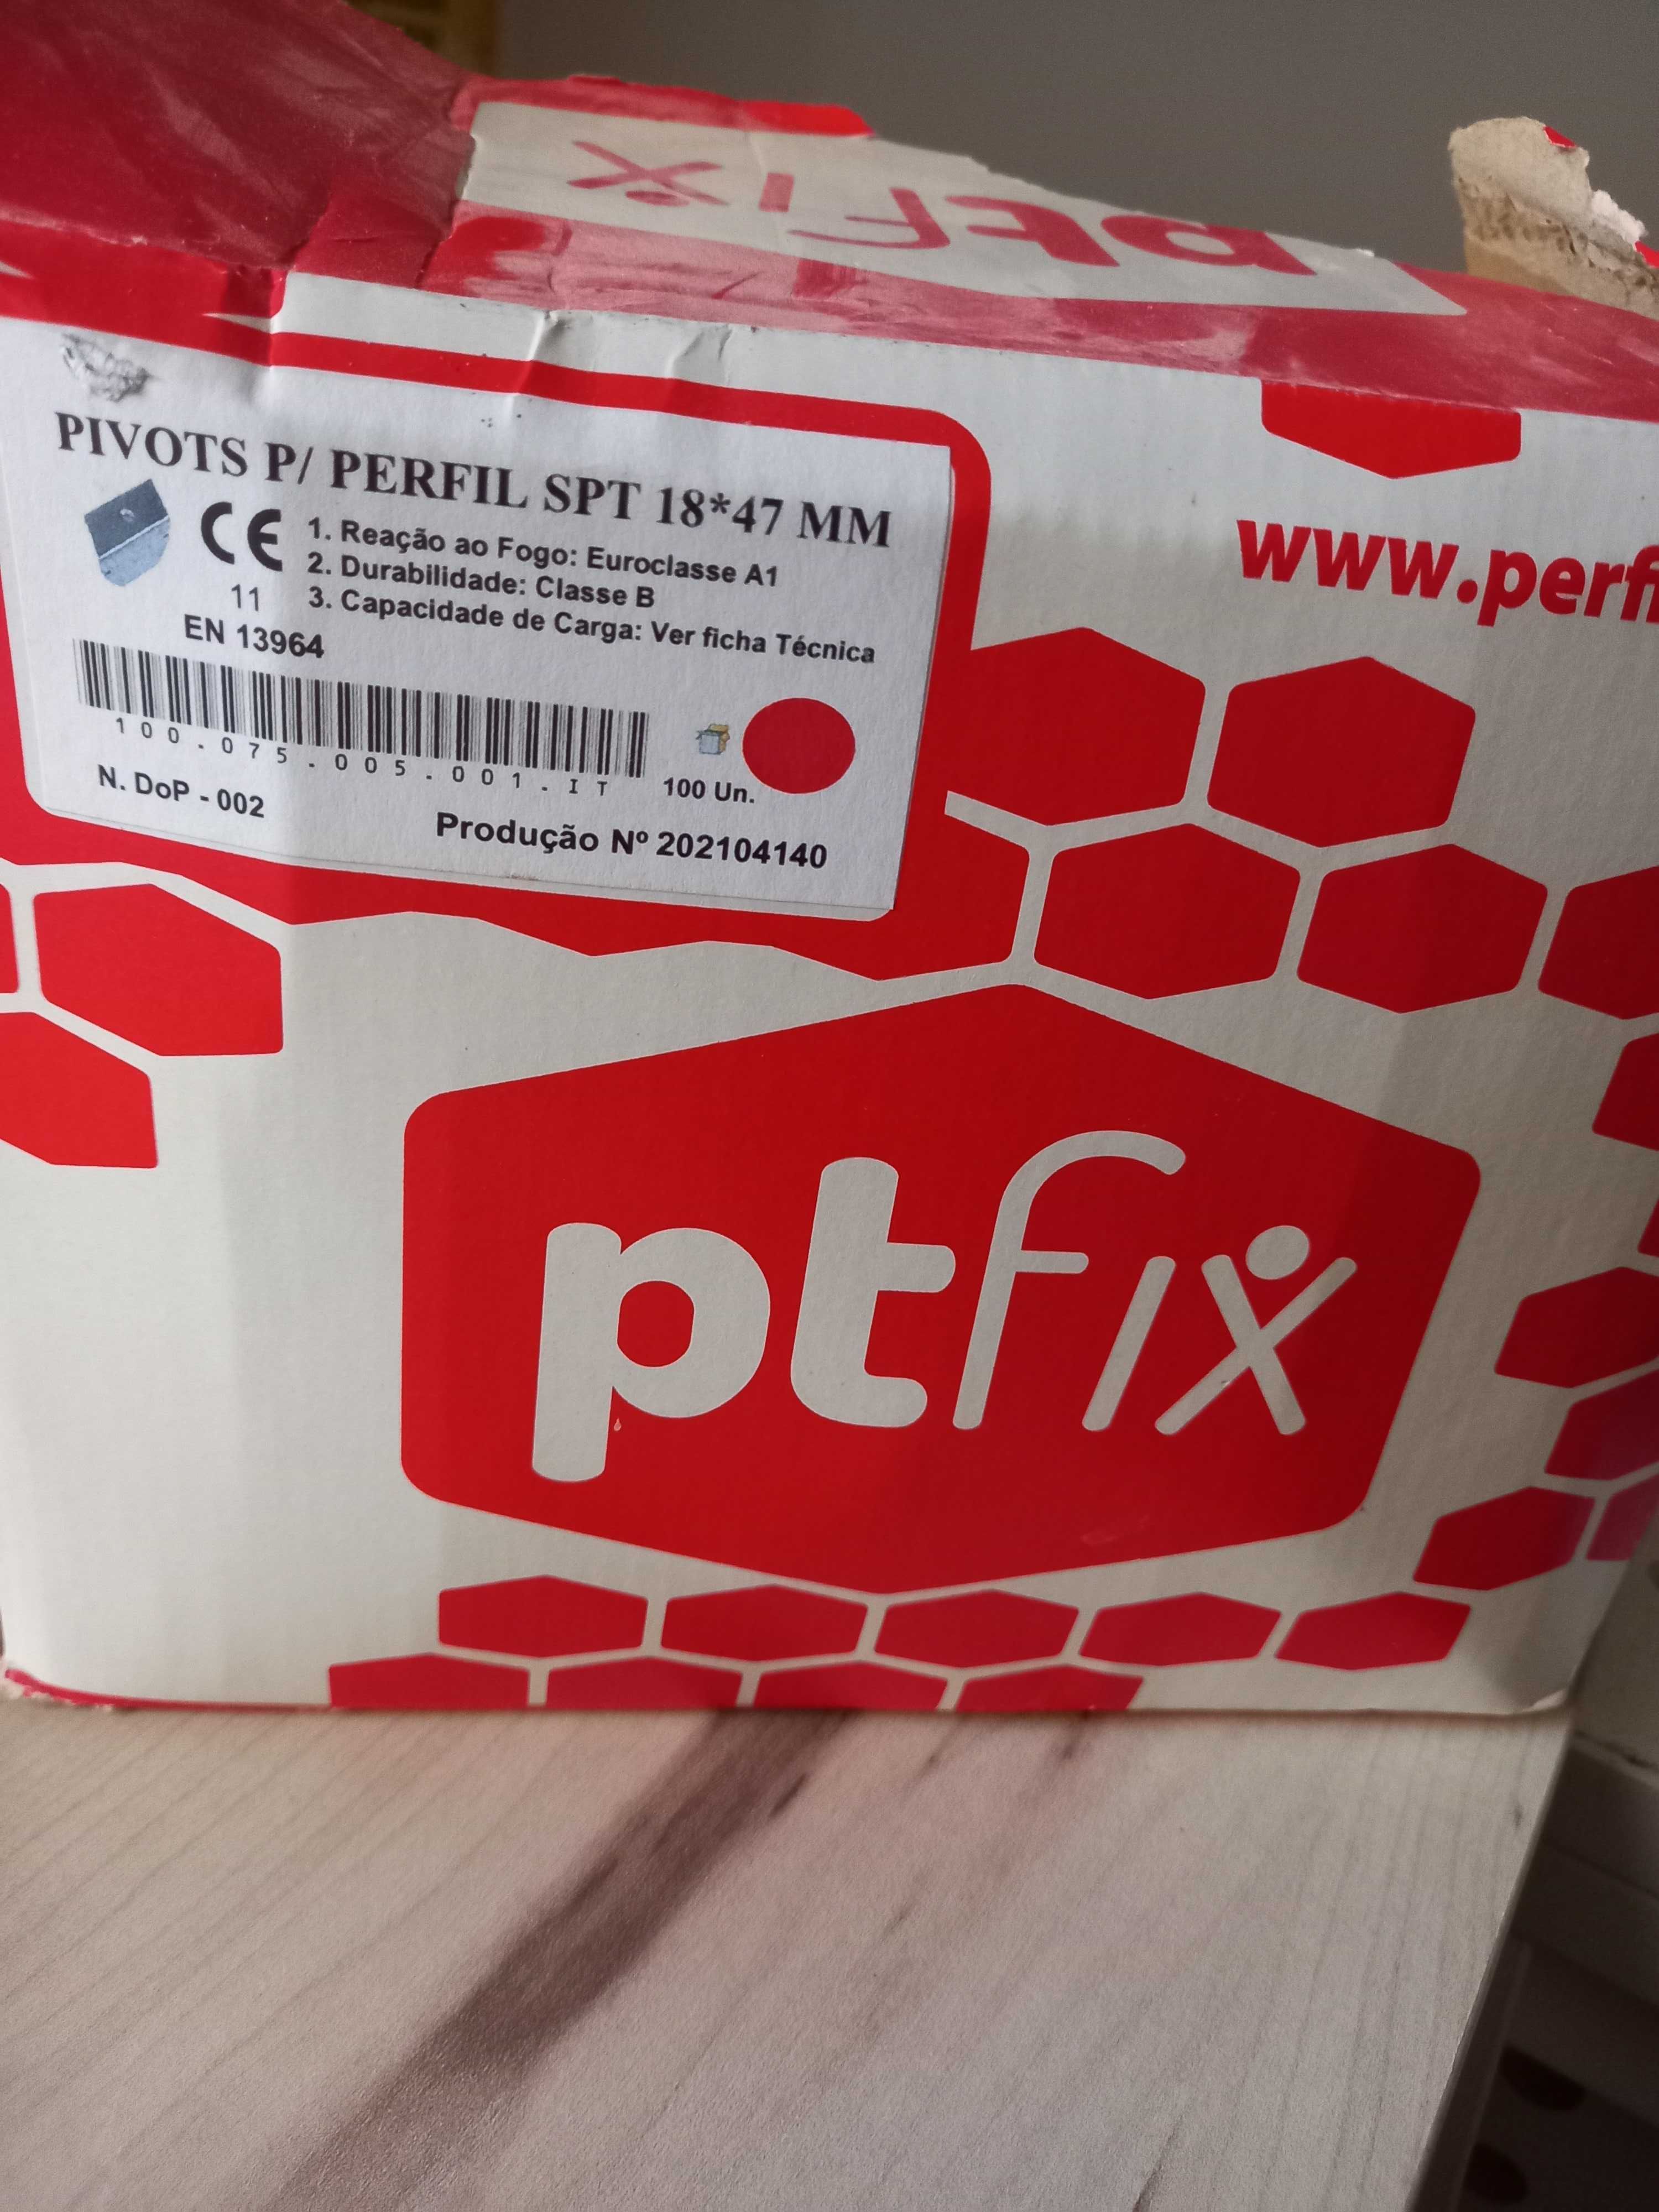 ptfix
PIVOTS P/ PERFIL SPT 18*47 MM
CE
1. Reação ao Fogo: Euroclasse A1
2. Durabilidade: Classe B
11
3. Capacidade de Carga: Ver ficha Técnica
EN 13964
100.075.005.001.IT
100 Un.
N. DoP - 002
Produção Nº 202104140
www.perfi
ptfix